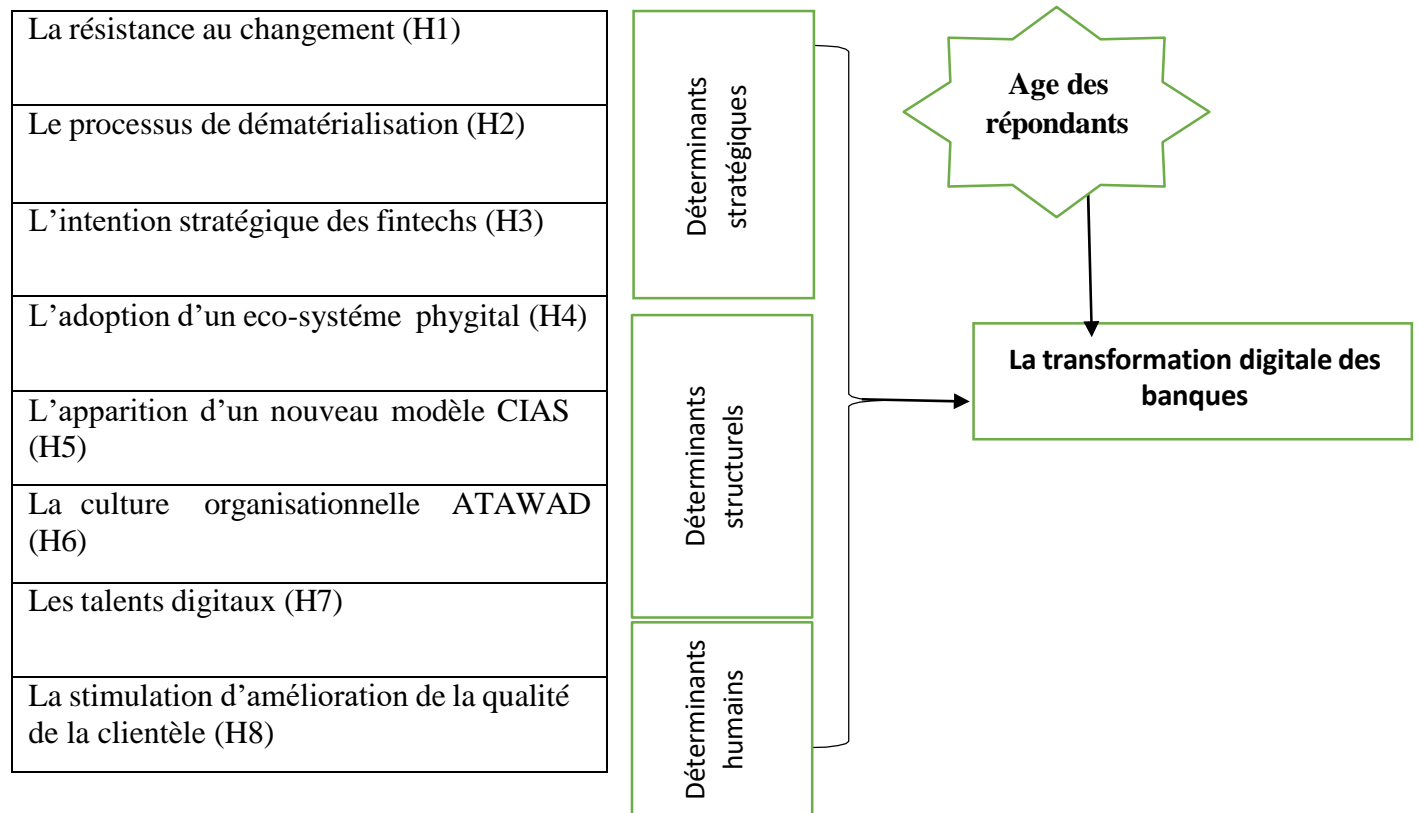 La résistance au changement (H1)
Le processus de dématérialisation (H2)
L’intention stratégique des fintechs (H3)
L’adoption d’un eco-systéme phygital (H4)
L’apparition d’un nouveau modèle CIAS
(H5)
La culture organisationnelle ATAWAD
(H6)
Les talents digitaux (H7)
La stimulation d’amélioration de la qualité
de la clientèle (H8)
Déterminants
stratégiques
Déterminants
structurels
Déterminants
humains
Age des
répondants
La transformation digitale des
banques